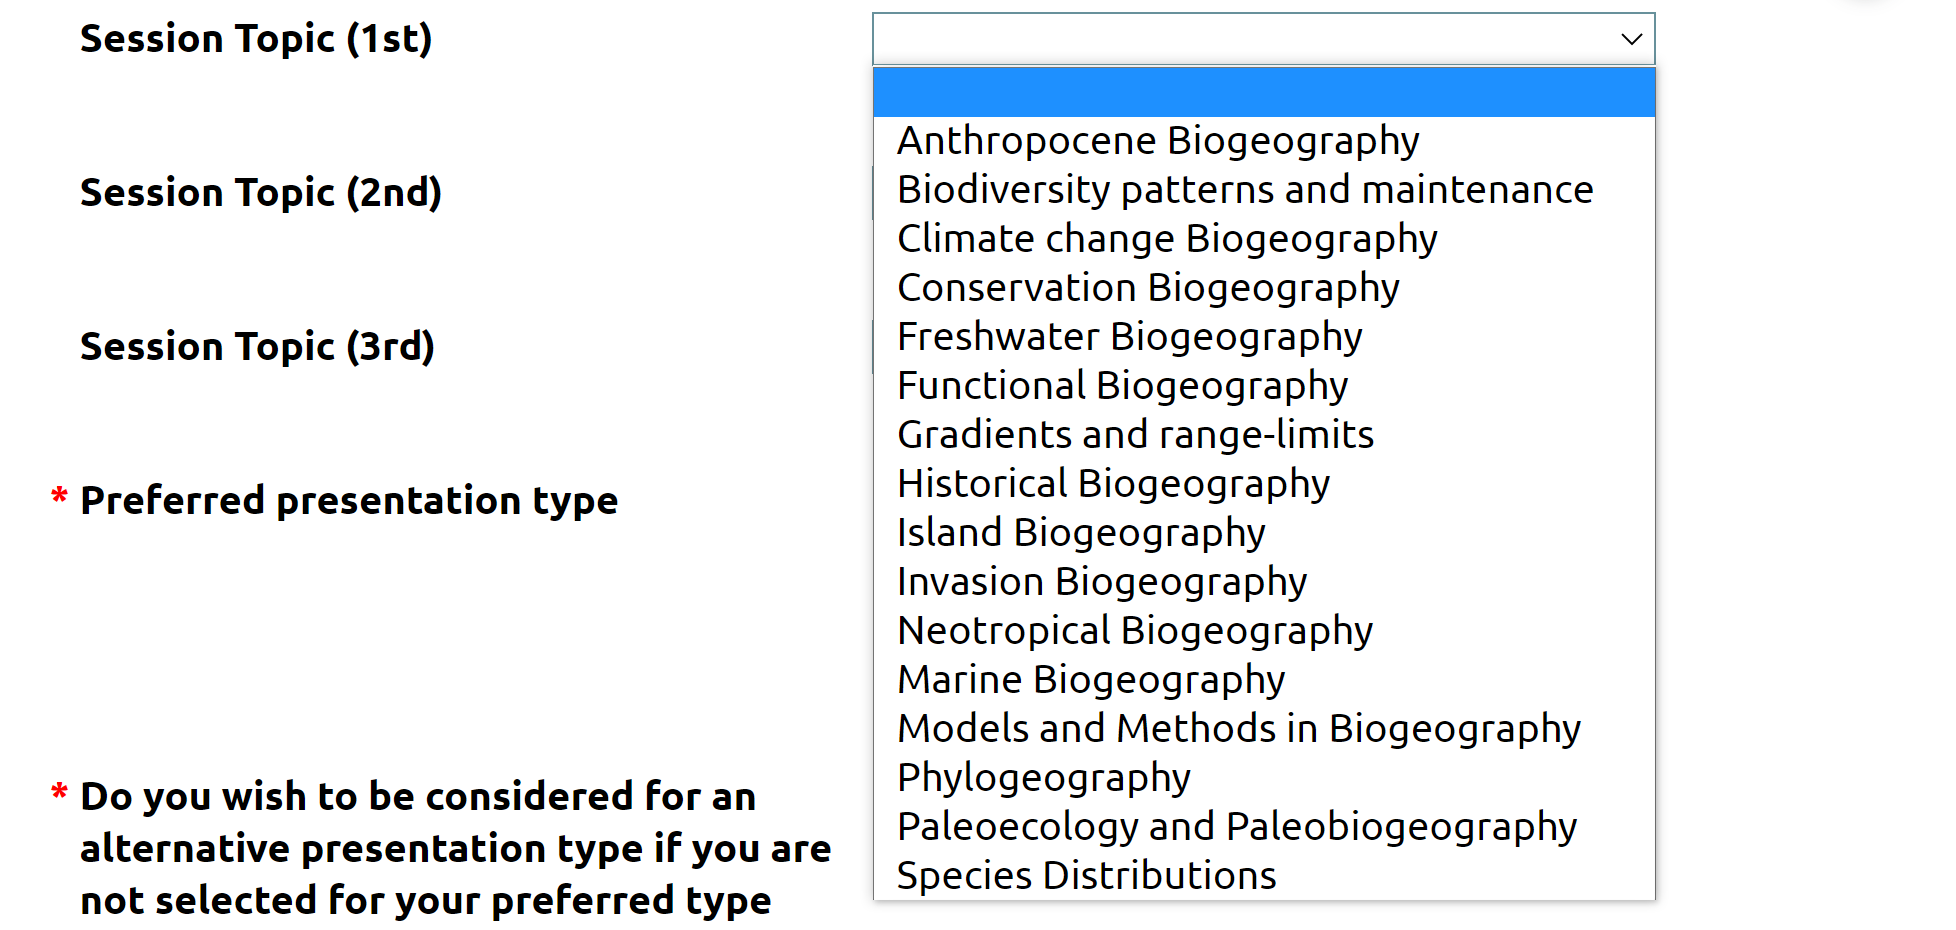 Session Topic (1st)
Anthropocene Biogeography
Biodiversity patterns and maintenance
Session Topic (2nd)
Climate change Biogeography
Conservation Biogeography
Freshwater Biogeography
Session Topic (3rd)
Functional Biogeography
Gradients and range-limits
Historical Biogeography
* Preferred presentation type
Island Biogeography
Invasion Biogeography
Neotropical Biogeography
Marine Biogeography
Models and Methods in Biogeography
Phylogeography
* Do you wish to be considered for an
alternative presentation type if you are
not selected for your preferred type
Paleoecology and Paleobiogeography
Species Distributions